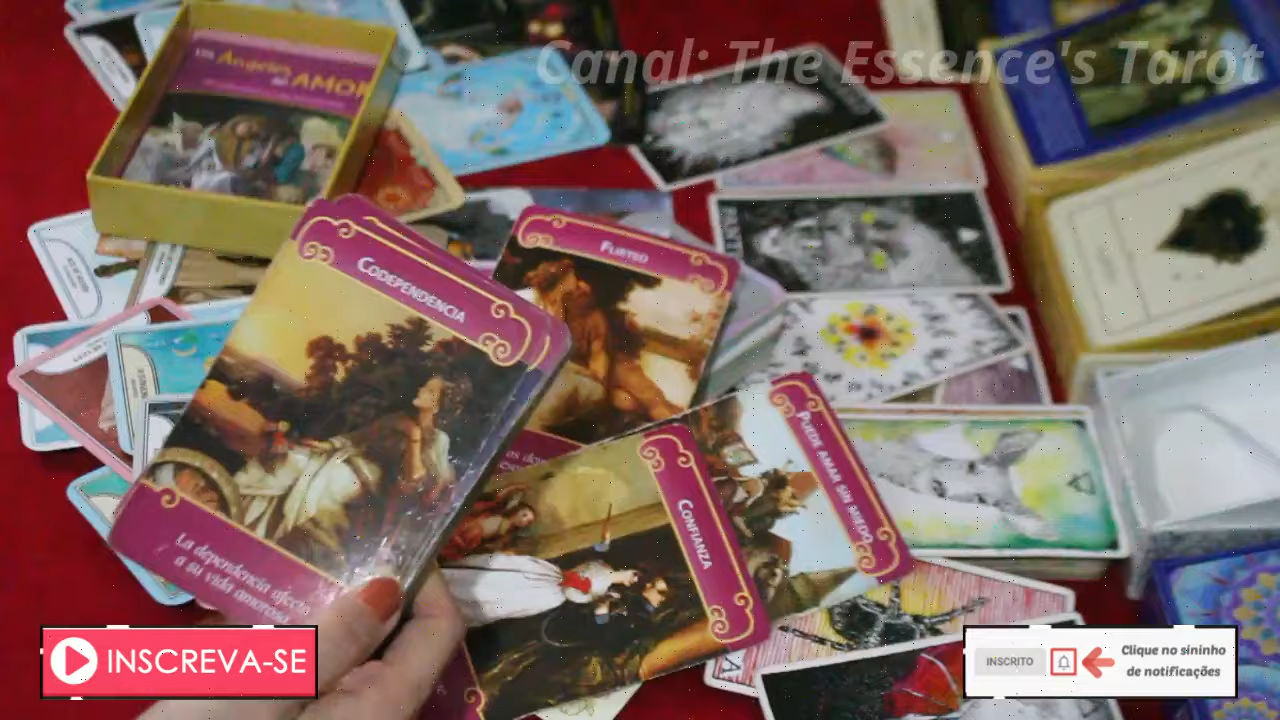 Canal: The Essence's Tarot
Ángeles
del AMOR
CODEPENDENCIA
FLIRTEO
PUEDE AMAR SIN MIEDO
CONFIANZA
La dependencia afecta
a su vida amorosa
INSCREVA-SE
INSCRITO
Clique no sininho
de notificações